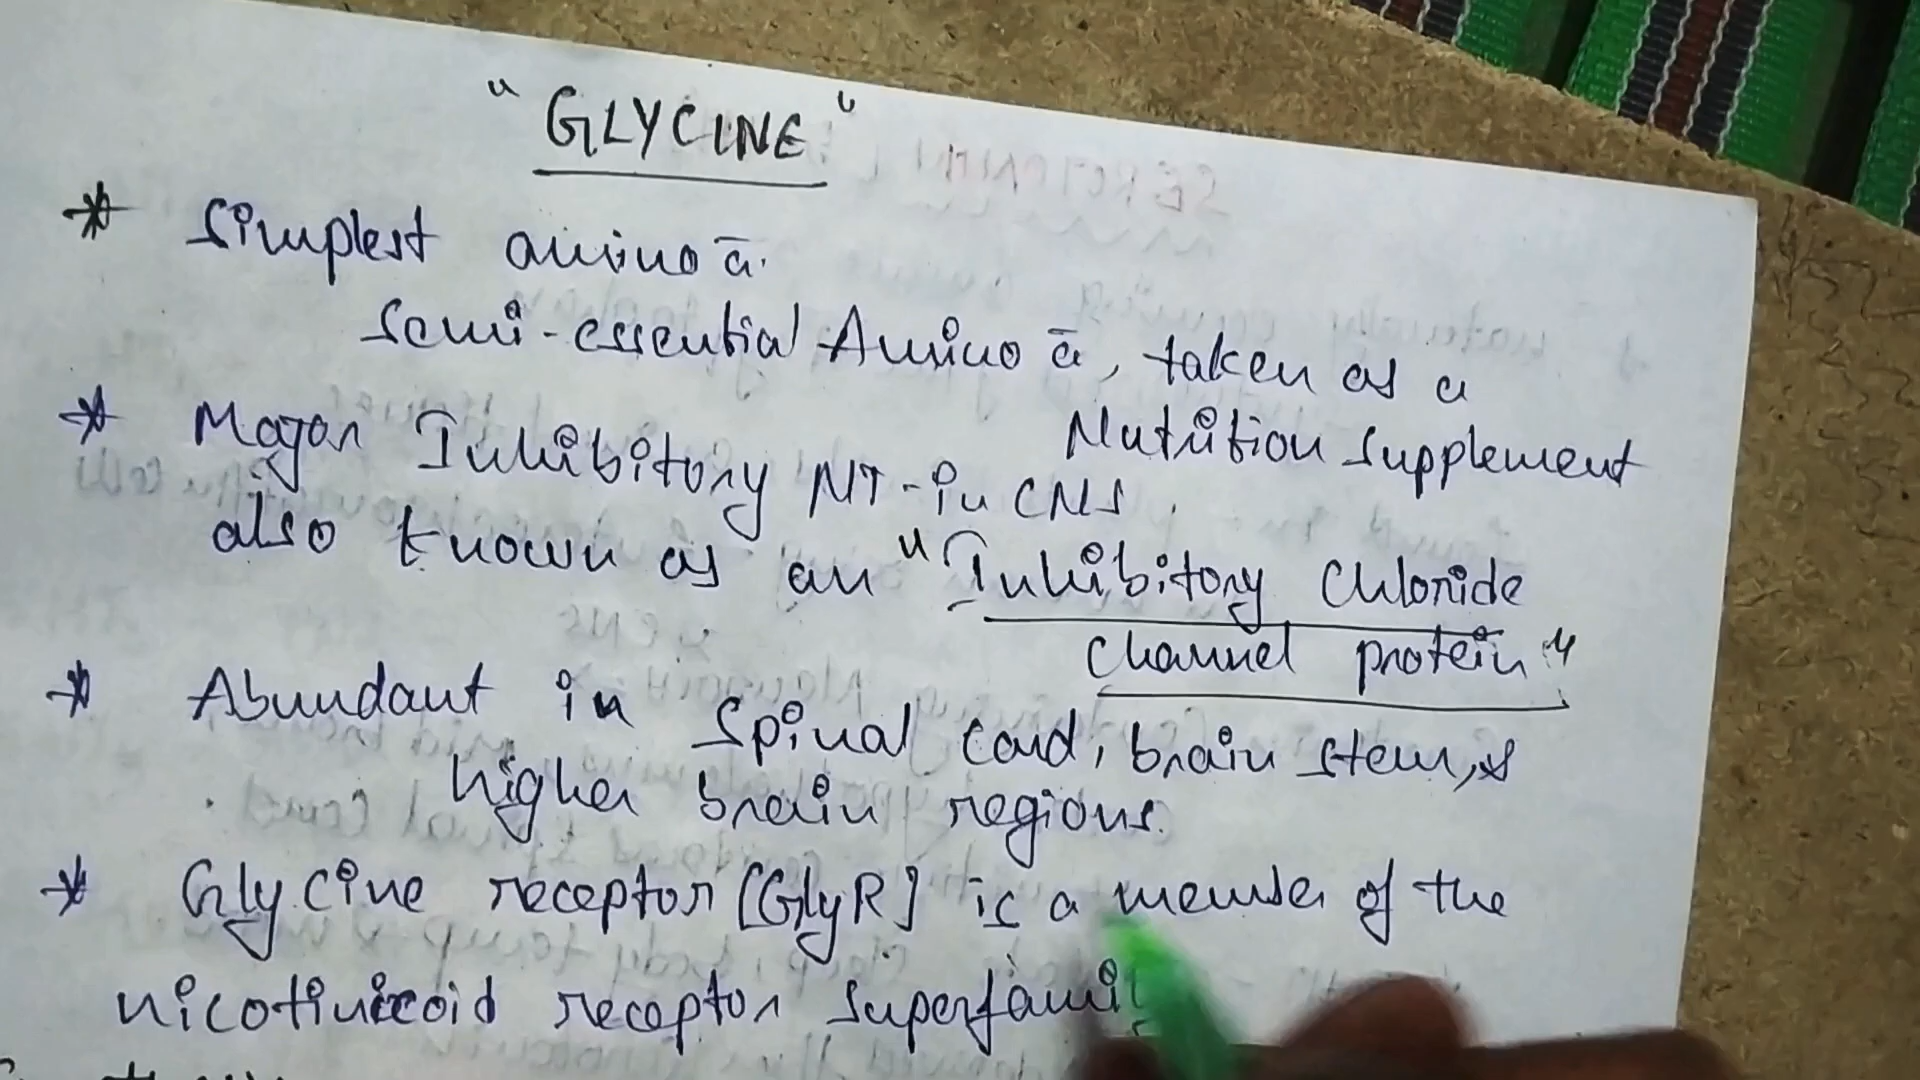 "GLYCINE"
* Simplest amino ā.
Semi-essential Amino ā, taken as a
Nutrition supplement
* Major Inhibitory NT-in CNS.
also known as an "Inhibitory Chloride
channel protein"
* Abundant in spinal cord, brain stem, &
higher brain regions.
* Glycine receptor [GlyR] is a member of the
nicotinicoid receptor superfamil